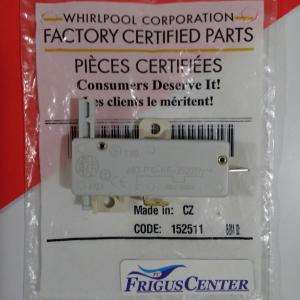 WHIRLPOOL CORPORATION
FACTORY CERTIFIED PARTS
PIÈCES CERTIFIÉES
Consumers Deserve It!
Les clients le méritent!
Made in: CZ
CODE: 152511
FRIGUSCENTER